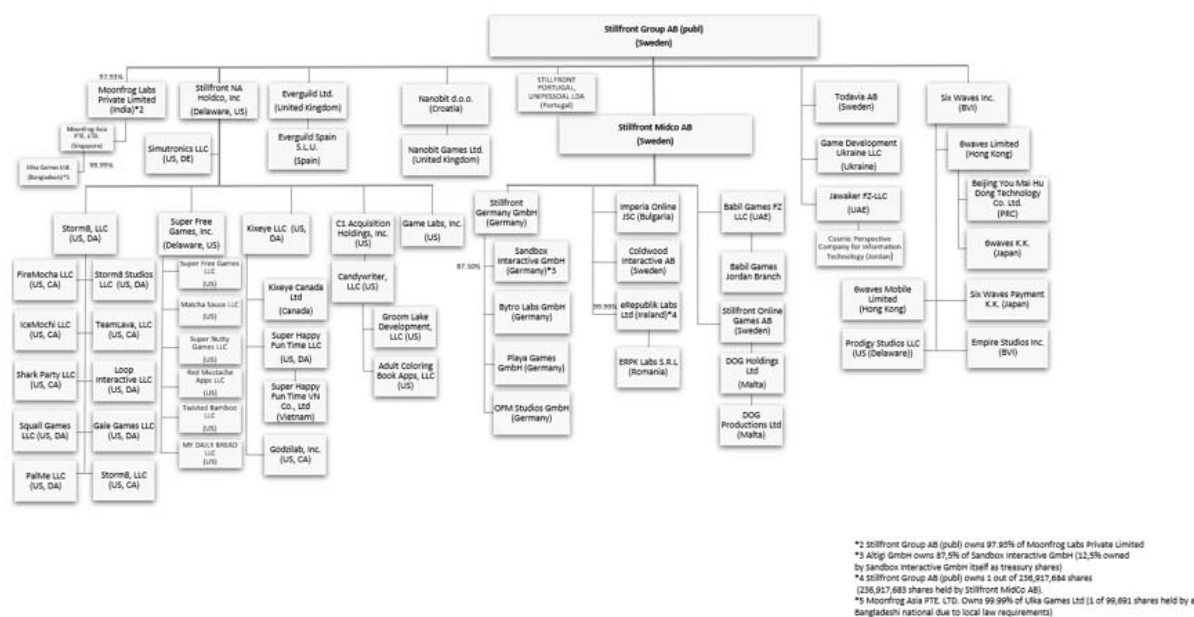 Stillfront Group AB (publ)
(Sweden)
97.93%
Moonfrog Labs
Private Limited
(India)*2
Stillfront NA
Holdco, Inc
(Delaware, US)
Everguild Ltd.
(United Kingdom)
Nanobit d.o.o.
(Croatia)
STILLFRONT
PORTUGAL,
UNIPESSOAL LDA
(Portugal)
Todavia AB
(Sweden)
Six Waves Inc.
(BVI)
Moonfrog Asia
PTE. LTD.
(Singapore)
99.99%
Ulka Games Ltd.
(Bangladesh)*5
Simutronics LLC
(US, DE)
Everguild Spain
S.L.U.
(Spain)
Nanobit Games Ltd.
(United Kingdom)
Stillfront Midco AB
(Sweden)
Game Development
Ukraine LLC
(Ukraine)
6waves Limited
(Hong Kong)
Jawaker FZ-LLC
(UAE)
Beijing You Mai Hu
Dong Technology
Co. Ltd.
(PRC)
Cosmic Perspective
Company for Information
Technology (Jordan)
6waves K.K.
(Japan)
6waves Mobile
Limited
(Hong Kong)
Six Waves Payment
K.K. (Japan)
Prodigy Studios LLC
(US (Delaware))
Empire Studios Inc.
(BVI)
Storm8, LLC
(US, DA)
Super Free
Games, Inc.
(Delaware, US)
Kixeye LLC (US,
DA)
C1 Acquisition
Holdings, Inc.
(US)
Game Labs, Inc.
(US)
Stillfront
Germany GmbH
(Germany)
Imperia Online
JSC (Bulgaria)
Babil Games FZ
LLC (UAE)
FireMocha LLC
(US, CA)
Storm8 Studios
LLC (US, DA)
Super Free Games
LLC
(US)
Kixeye Canada
Ltd
(Canada)
Candywriter,
LLC (US)
87.50%
Sandbox
Interactive GmbH
(Germany)*3
Coldwood
Interactive AB
(Sweden)
Babil Games
Jordan Branch
IceMochi LLC
(US, CA)
TeamLava, LLC
(US, CA)
Matcha Sauce LLC
(US)
Super Happy
Fun Time LLC
(US, DA)
Groom Lake
Development,
LLC (US)
Bytro Labs GmbH
(Germany)
99.99%
eRepublik Labs
Ltd (Ireland)*4
Stillfront Online
Games AB
(Sweden)
Shark Party LLC
(US, CA)
Loop
Interactive LLC
(US, DA)
Super Nutty
Games LLC
(US)
Red Mustache
Apps LLC
(US)
Super Happy
Fun Time VN
Co., Ltd
(Vietnam)
Adult Coloring
Book Apps, LLC
(US)
Playa Games
GmbH (Germany)
ERPK Labs S.R.L
(Romania)
DOG Holdings
Ltd
(Malta)
Squall Games
LLC (US, DA)
Gale Games LLC
(US, DA)
Twisted Bamboo
LLC
(US)
OFM Studios GmbH
(Germany)
DOG
Productions Ltd
(Malta)
PalMe LLC
(US, DA)
Storm8, LLC
(US, CA)
MY DAILY BREAD LLC
(US)
Godzilab, Inc.
(US, CA)
*2 Stillfront Group AB (publ) owns 97.93% of Moonfrog Labs Private Limited
*3 Altigi GmbH owns 87,5% of Sandbox Interactive GmbH (12,5% owned
by Sandbox Interactive GmbH itself as treasury shares)
*4 Stillfront Group AB (publ) owns 1 out of 236,917,684 shares
(236,917,683 shares held by Stillfront MidCo AB).
*5 Moonfrog Asia PTE. LTD. Owns 99.99% of Ulka Games Ltd (1 of 99,691 shares held by a
Bangladeshi national due to local law requirements)